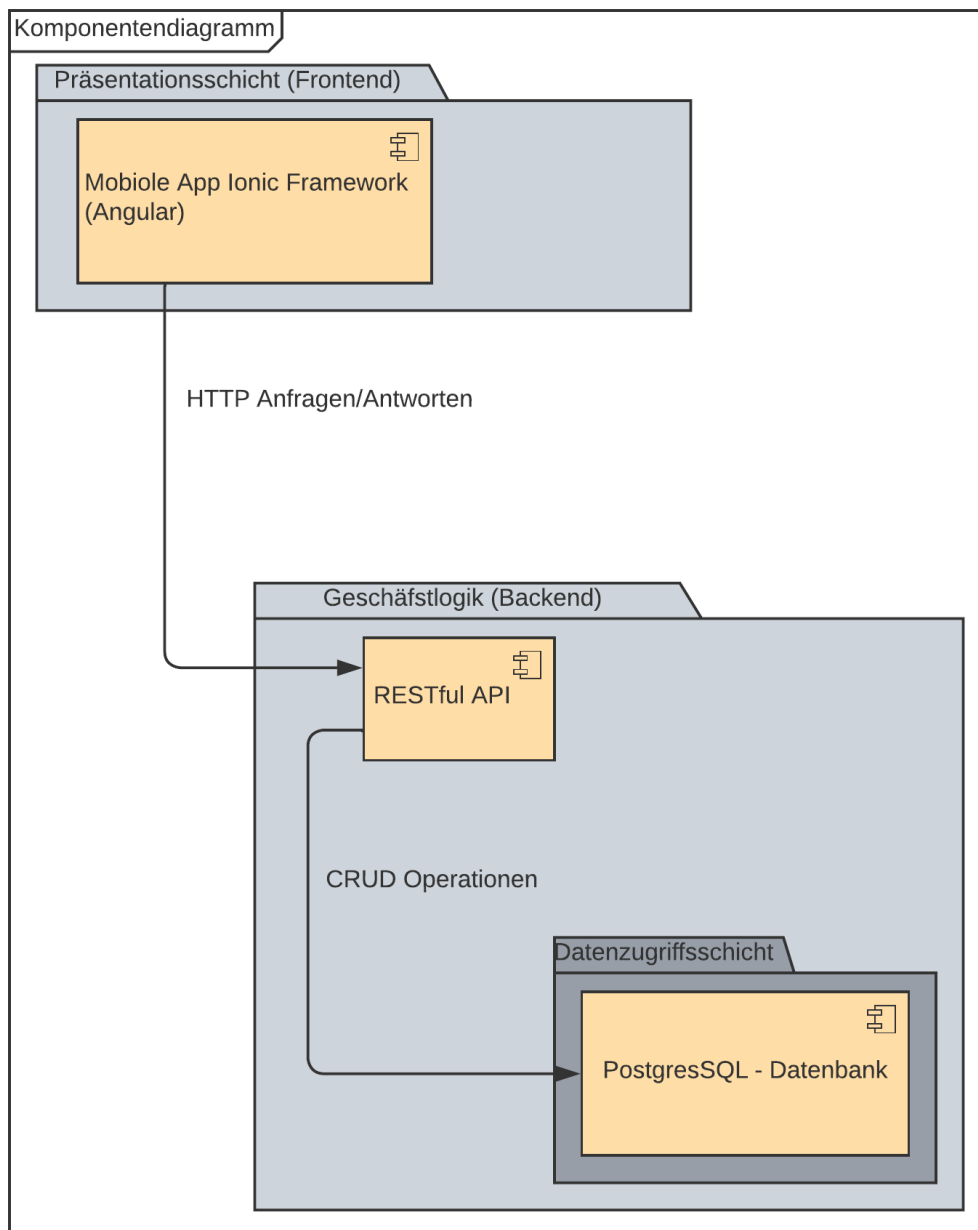 Komponentendiagramm
Präsentationsschicht (Frontend)
Mobiole App Ionic Framework
(Angular)
HTTP Anfragen/Antworten
Geschäfstlogik (Backend)
RESTful API
CRUD Operationen
Datenzugriffsschicht
PostgresSQL - Datenbank